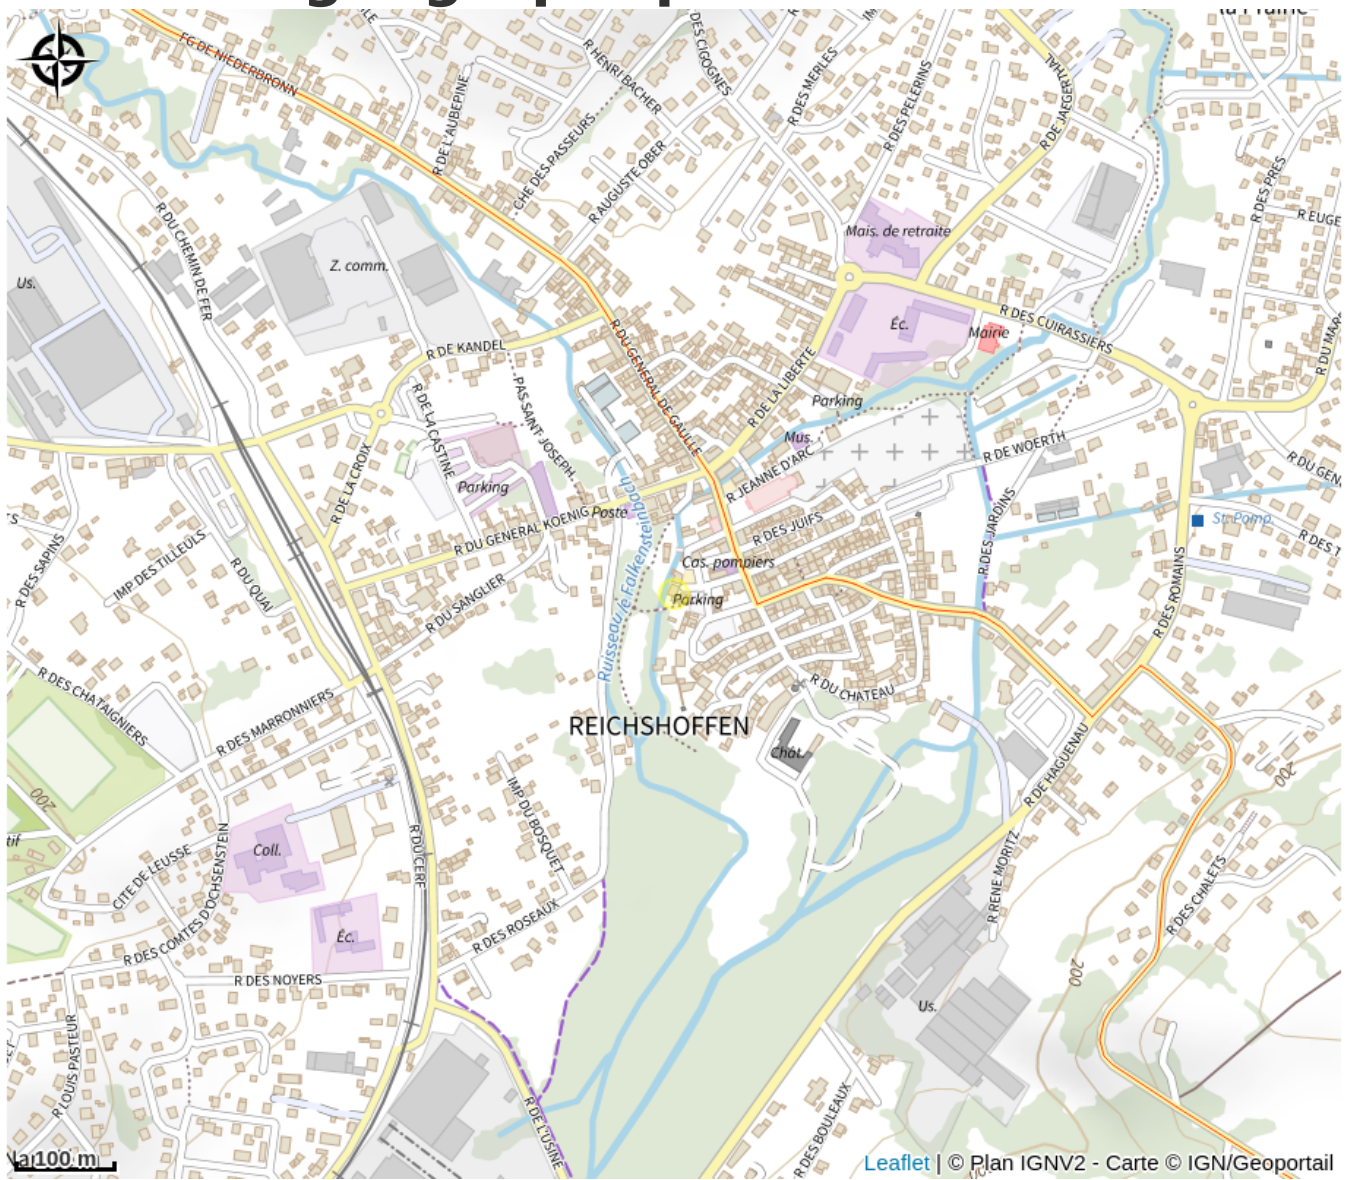 la Prairie
FG DE NIEDERBRONN
R DE L'AUBEPINE
R HENRI BACHER
DES CIGOGNES
R DES MERLES
R DES PELERINS
R DE JAEGERTHAL
CHE DES PASSEURS
R AUGUSTE OBER
R DES PRES
R EUGE
R DU CHEMIN DE FER
Mais. de retraite
Z. comm.
Us.
Éc.
Mairie
R DES CUIRASSIERS
R DU MAR
R DE KANDEL
R DU GENERAL DE GAULLE
R DE LA LIBERTE
PAS SAINT JOSEPH
R DE LA CASTINE
Parking
Mus.
R DE LA CROIX
R JEANNE D'ARC
R DE WOERTH
R DU GEN
Parking
Poste
R DU GENERAL KOENIG
R DES JUIFS
St. Pomp.
R DES SAPINS
IMP DES TILLEULS
R DU QUAI
R DU SANGLIER
Ruisseau le Falkensteinbach
Cas. pompiers
Parking
R DES JARDINS
R DES ROMAINS
R DES CHATAIGNIERS
R DES MARRONNIERS
R DU CHATEAU
REICHSHOFFEN
Chât.
R DE HAGUENAU
200
200
IMP DU BOSQUET
tif
Coll.
CITE DE LEUSSE
R DU CERF
R RENE MORITZ
R DES CHALETS
R DES COMTES D'OCHSENSTEIN
Éc.
R DES ROSEAUX
R DES NOYERS
200
Us.
R LOUIS PASTEUR
R DE L'USINE
R DES BOULEAUX
100 m
Leaflet | © Plan IGNV2 - Carte © IGN/Geoportail